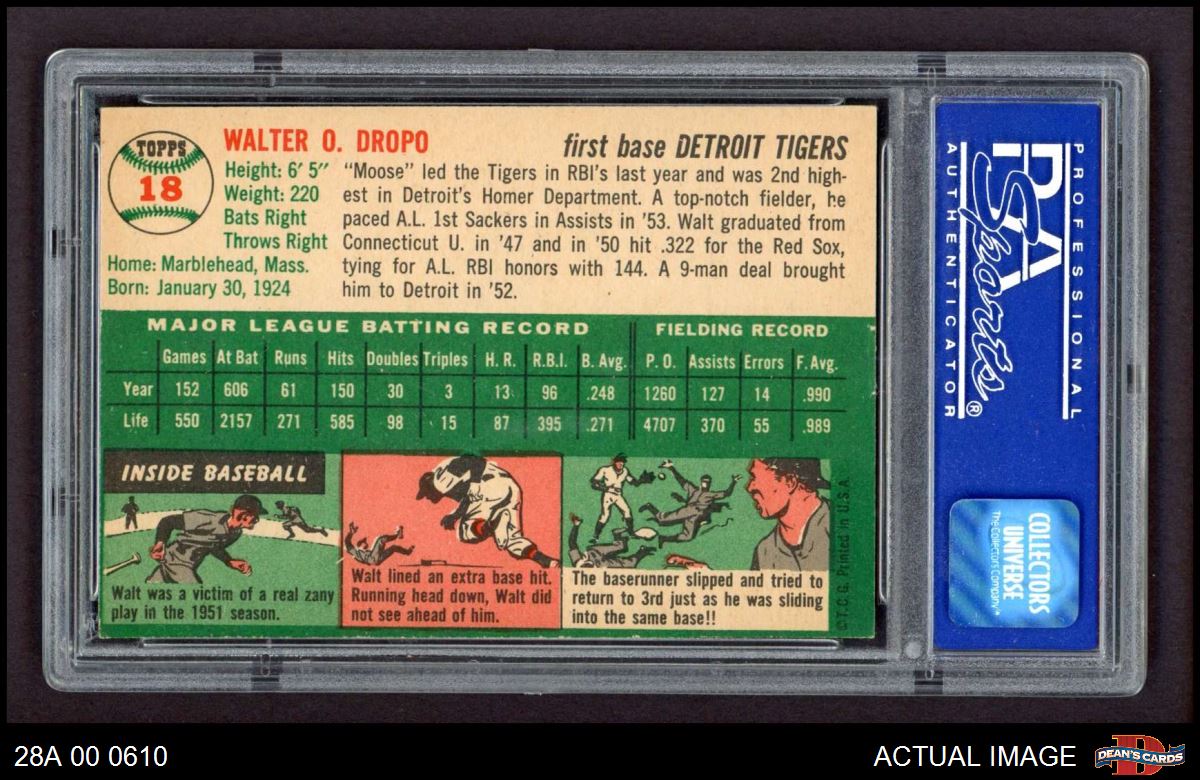 TOPPS
18
WALTER O. DROPO
first base DETROIT TIGERS
Height: 6' 5"
Weight: 220
Bats Right
Throws Right
Home: Marblehead, Mass.
Born: January 30, 1924
"Moose" led the Tigers in RBI's last year and was 2nd high-
est in Detroit's Homer Department. A top-notch fielder, he
paced A.L. 1st Sackers in Assists in '53. Walt graduated from
Connecticut U. in '47 and in '50 hit .322 for the Red Sox,
tying for A.L. RBI honors with 144. A 9-man deal brought
him to Detroit in '52.
MAJOR LEAGUE BATTING RECORD FIELDING RECORD
Games At Bat Runs Hits Doubles Triples H. R. R.B.I. B. Avg. P. O. Assists Errors F. Avg.
Year 152 606 61 150 30 3 13 96 .248 1260 127 14 .990
Life 550 2157 271 585 98 15 87 395 .271 4707 370 55 .989
INSIDE BASEBALL
Walt was a victim of a real zany
play in the 1951 season.
Walt lined an extra base hit.
Running head down, Walt did
not see ahead of him.
The baserunner slipped and tried to
return to 3rd just as he was sliding
into the same base!!
© T.C.G. Printed in U.S.A.
PROFESSIONAL
PSA
Sports®
AUTHENTICATOR
COLLECTORS
UNIVERSE
The Collectors Company™
28A 00 0610
ACTUAL IMAGE
D
DEAN'S CARDS